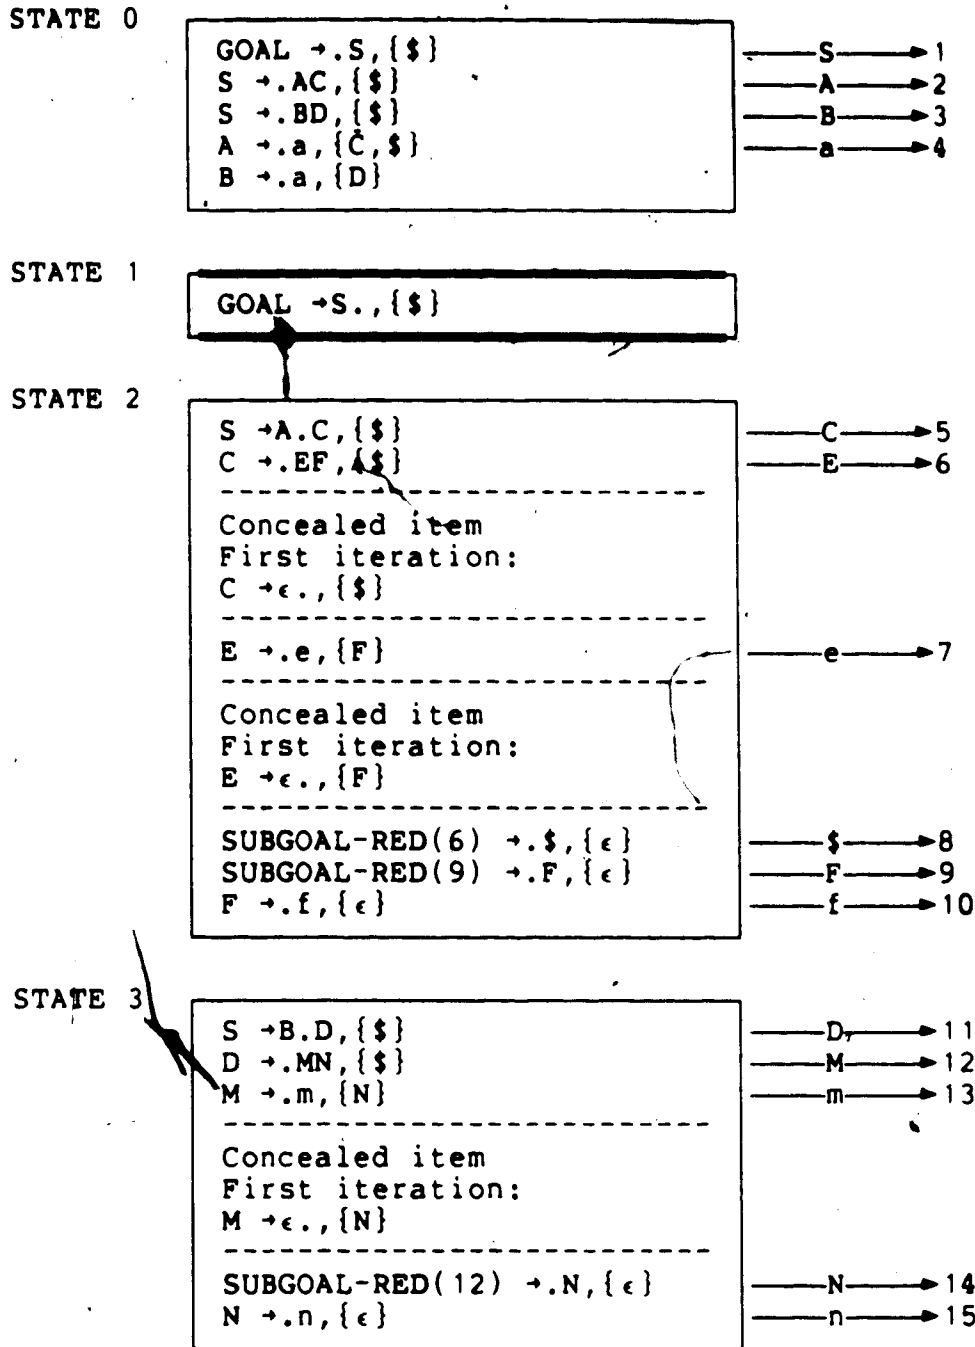 STATE 0
GOAL →.S,{$} S 1
S →.AC,{$} A 2
S →.BD,{$} B 3
A →.a,{C,$} a 4
B →.a,{D}
STATE 1
GOAL →S.,{$}
STATE 2
S →A.C,{$} C 5
C →.EF,{$} E 6
Concealed item
First iteration:
C →ϵ.,{$}
E →.e,{F} e 7
Concealed item
First iteration:
E →ϵ.,{F}
SUBGOAL-RED(6) →.$,{ϵ} $ 8
SUBGOAL-RED(9) →.F,{ϵ} F 9
F →.f,{ϵ} f 10
STATE 3
S →B.D,{$} D 11
D →.MN,{$} M 12
M →.m,{N} m 13
Concealed item
First iteration:
M →ϵ.,{N}
SUBGOAL-RED(12) →.N,{ϵ} N 14
N →.n,{ϵ} n 15